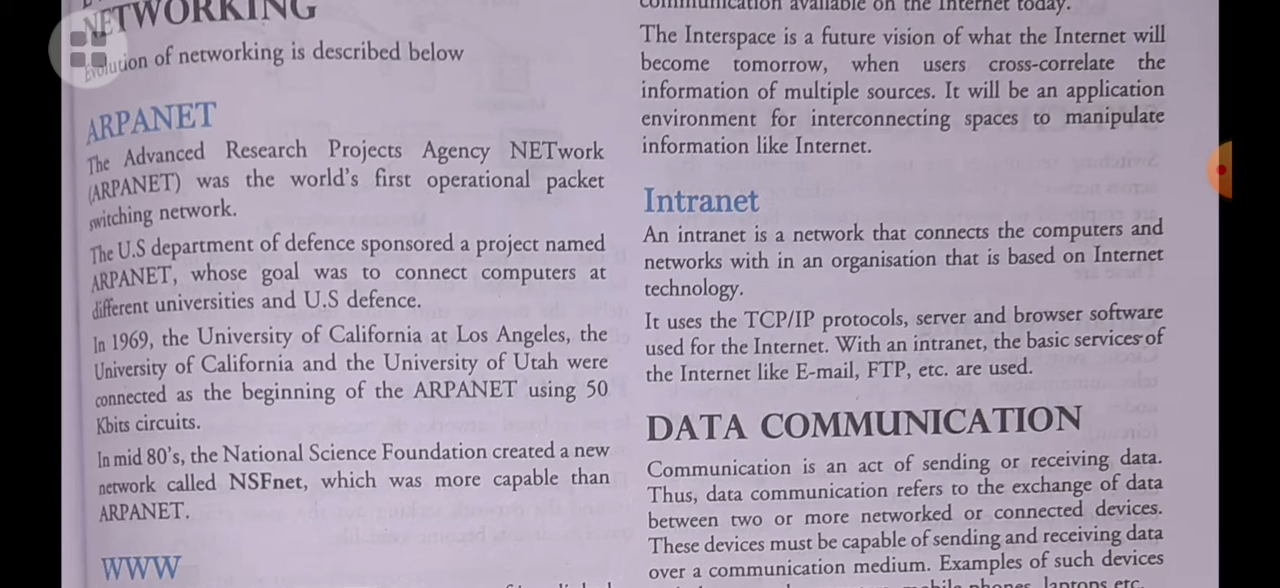 NETWORKING
Evolution of networking is described below
ARPANET
The Advanced Research Projects Agency NETwork
(ARPANET) was the world's first operational packet
switching network.
The U.S department of defence sponsored a project named
ARPANET, whose goal was to connect computers at
different universities and U.S defence.
In 1969, the University of California at Los Angeles, the
University of California and the University of Utah were
connected as the beginning of the ARPANET using 50
Kbits circuits.
In mid 80's, the National Science Foundation created a new
network called NSFnet, which was more capable than
ARPANET.
WWW
communication available on the Internet today.
The Interspace is a future vision of what the Internet will
become tomorrow, when users cross-correlate the
information of multiple sources. It will be an application
environment for interconnecting spaces to manipulate
information like Internet.
Intranet
An intranet is a network that connects the computers and
networks with in an organisation that is based on Internet
technology.
It uses the TCP/IP protocols, server and browser software
used for the Internet. With an intranet, the basic services of
the Internet like E-mail, FTP, etc. are used.
DATA COMMUNICATION
Communication is an act of sending or receiving data.
Thus, data communication refers to the exchange of data
between two or more networked or connected devices.
These devices must be capable of sending and receiving data
over a communication medium. Examples of such devices
mobile phones, laptops etc.